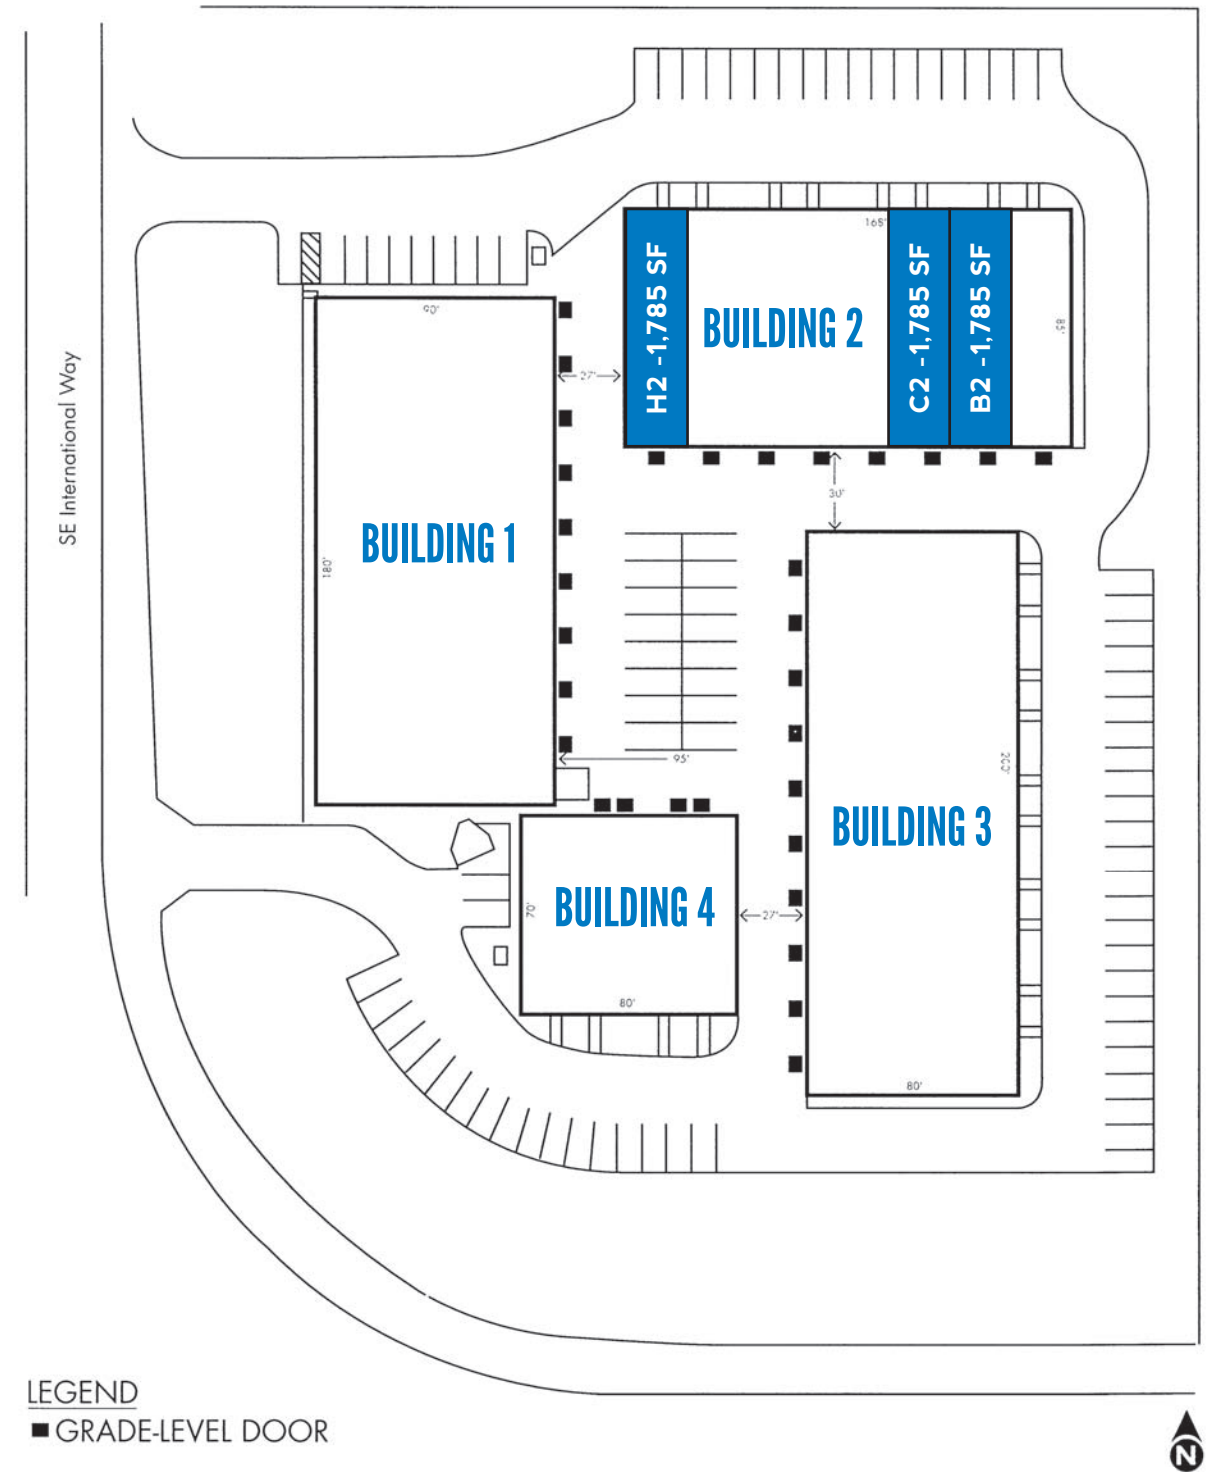 165'
H2 -1,785 SF
BUILDING 2
C2 -1,785 SF
B2 -1,785 SF
85'
90'
27'
SE International Way
30'
BUILDING 1
180'
95'
200'
BUILDING 3
BUILDING 4
70'
27'
80'
80'
LEGEND
GRADE-LEVEL DOOR
N